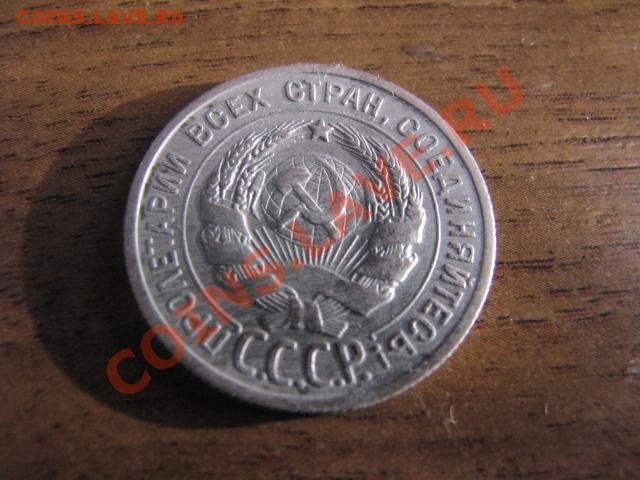 COINS.LAVE.RU
ПРОЛЕТАРИИ ВСЕХ СТРАН, СОЕДИНЯЙТЕСЬ!
С.С.С.Р.
COINS.LAVE.RU